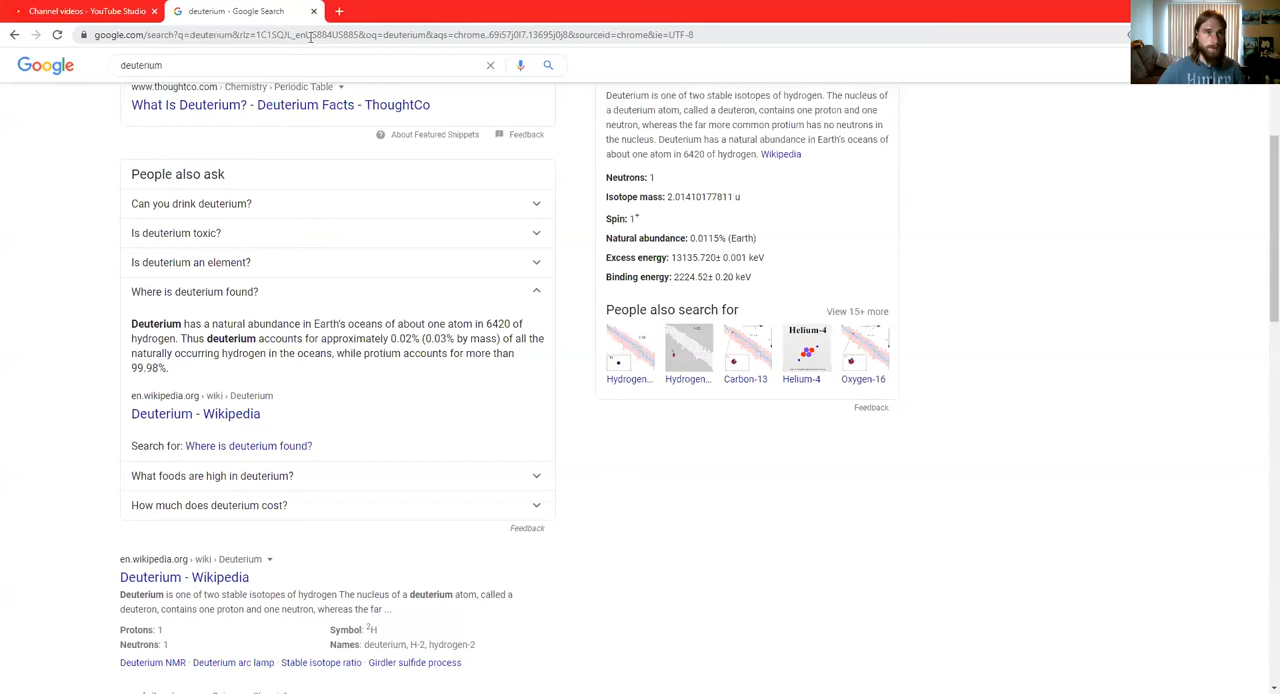 Channel videos - YouTube Studio
deuterium - Google Search
google.com/search?q=deuterium&rlz=1C1SQJL_enUS884US885&oq=deuterium&aqs=chrome..69i57j0l7.13695j0j8&sourceid=chrome&ie=UTF-8
Google
deuterium
www.thoughtco.com › Chemistry › Periodic Table
What Is Deuterium? - Deuterium Facts - ThoughtCo
About Featured Snippets
Feedback
People also ask
Can you drink deuterium?
Is deuterium toxic?
Is deuterium an element?
Where is deuterium found?
Deuterium has a natural abundance in Earth's oceans of about one atom in 6420 of
hydrogen. Thus deuterium accounts for approximately 0.02% (0.03% by mass) of all the
naturally occurring hydrogen in the oceans, while protium accounts for more than
99.98%.
en.wikipedia.org › wiki › Deuterium
Deuterium - Wikipedia
Search for: Where is deuterium found?
What foods are high in deuterium?
How much does deuterium cost?
Feedback
en.wikipedia.org › wiki › Deuterium
Deuterium - Wikipedia
Deuterium is one of two stable isotopes of hydrogen The nucleus of a deuterium atom, called a
deuteron, contains one proton and one neutron, whereas the far ...
Protons: 1
Symbol: ²H
Neutrons: 1
Names: deuterium, H-2, hydrogen-2
Deuterium NMR · Deuterium arc lamp · Stable isotope ratio · Girdler sulfide process
Deuterium is one of two stable isotopes of hydrogen. The nucleus of
a deuterium atom, called a deuteron, contains one proton and one
neutron, whereas the far more common protium has no neutrons in
the nucleus. Deuterium has a natural abundance in Earth's oceans of
about one atom in 6420 of hydrogen. Wikipedia
Neutrons: 1
Isotope mass: 2.01410177811 u
Spin: 1⁺
Natural abundance: 0.0115% (Earth)
Excess energy: 13135.720± 0.001 keV
Binding energy: 2224.52± 0.20 keV
People also search for
View 15+ more
Helium-4
Hydrogen...
Hydrogen...
Carbon-13
Helium-4
Oxygen-16
Feedback
Hurley